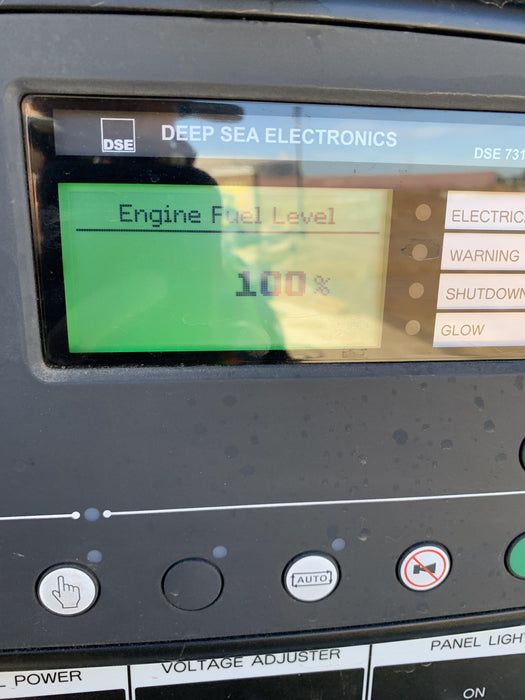 DSE
DEEP SEA ELECTRONICS
DSE 731
Engine Fuel Level
100 %
ELECTRIC
WARNING
SHUTDOWN
GLOW
AUTO
POWER
VOLTAGE ADJUSTER
PANEL LIGH
ON